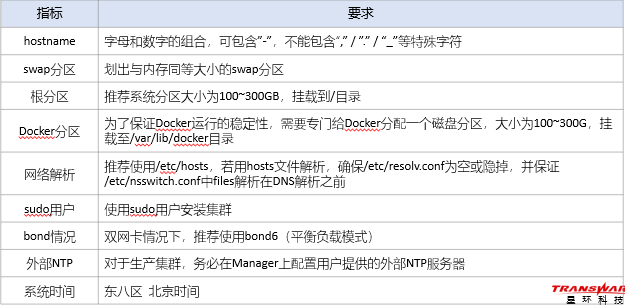 指标 要求
hostname 字母和数字的组合，可包含“-”，不能包含“,” / “.” / “_”等特殊字符
swap分区 划出与内存同等大小的swap分区
根分区 推荐系统分区大小为100~300GB，挂载到/目录
Docker分区 为了保证Docker运行的稳定性，需要专门给Docker分配一个磁盘分区，大小为100~300G，挂
载至/var/lib/docker目录
网络解析 推荐使用/etc/hosts，若用hosts文件解析，确保/etc/resolv.conf为空或隐掉，并保证
/etc/nsswitch.conf中files解析在DNS解析之前
sudo用户 使用sudo用户安装集群
bond情况 双网卡情况下，推荐使用bond6（平衡负载模式）
外部NTP 对于生产集群，务必在Manager上配置用户提供的外部NTP服务器
系统时间 东八区 北京时间
TRANSWAR
星环科技